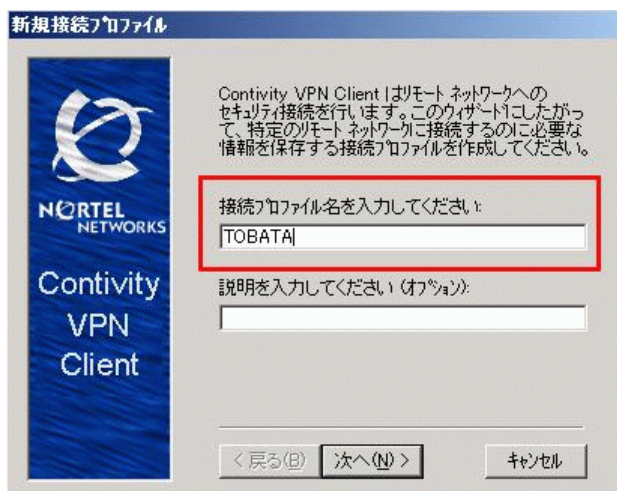 新規接続ﾌﾟﾛﾌｧｲﾙ
Contivity VPN Client はﾘﾓｰﾄ ﾈｯﾄﾜｰｸへの
ｾｷｭﾘﾃｨ接続を行います。このｳｨｻﾞｰﾄﾞにしたがっ
て、特定のﾘﾓｰﾄ ﾈｯﾄﾜｰｸに接続するのに必要な
情報を保存する接続ﾌﾟﾛﾌｧｲﾙを作成してください。
接続ﾌﾟﾛﾌｧｲﾙ名を入力してください:
TOBATA
説明を入力してください (ｵﾌﾟｼｮﾝ):
NORTEL
NETWORKS
Contivity
VPN
Client
< 戻る(B)
次へ(N) >
ｷｬﾝｾﾙ